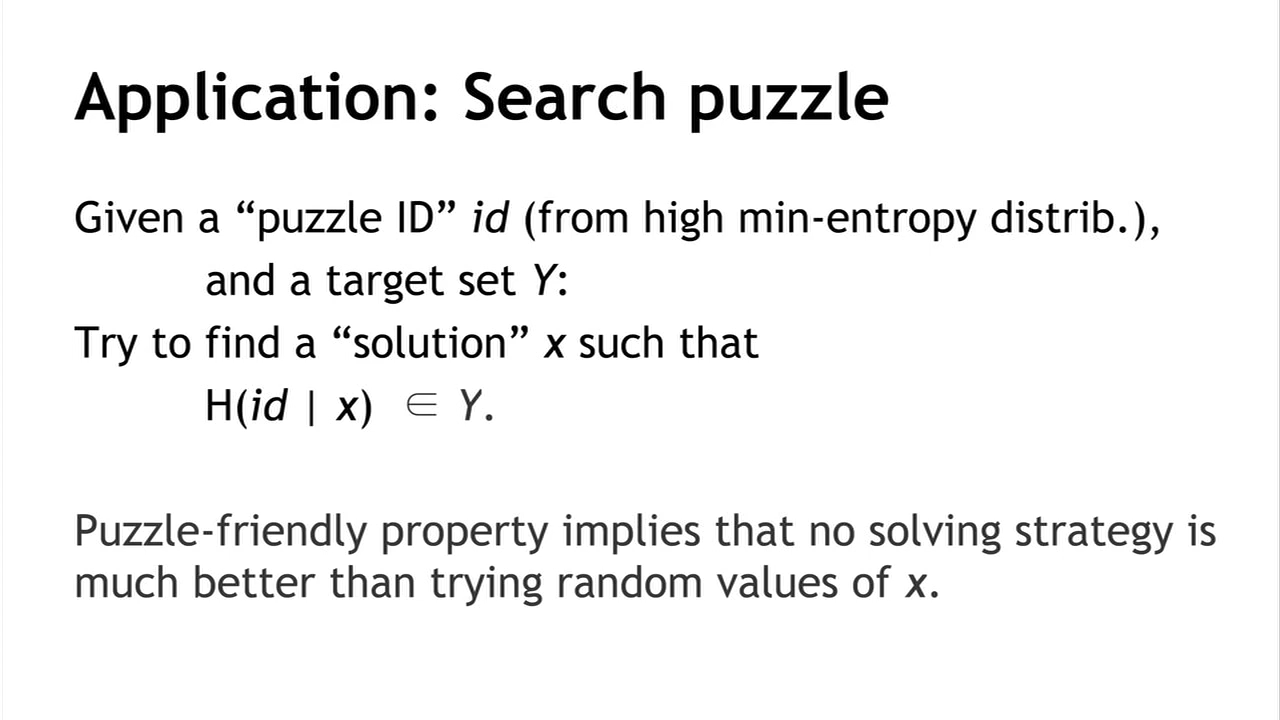 Application: Search puzzle
Given a “puzzle ID” id (from high min-entropy distrib.),
and a target set Y:
Try to find a “solution” x such that
H(id | x) ∈ Y.
Puzzle-friendly property implies that no solving strategy is
much better than trying random values of x.